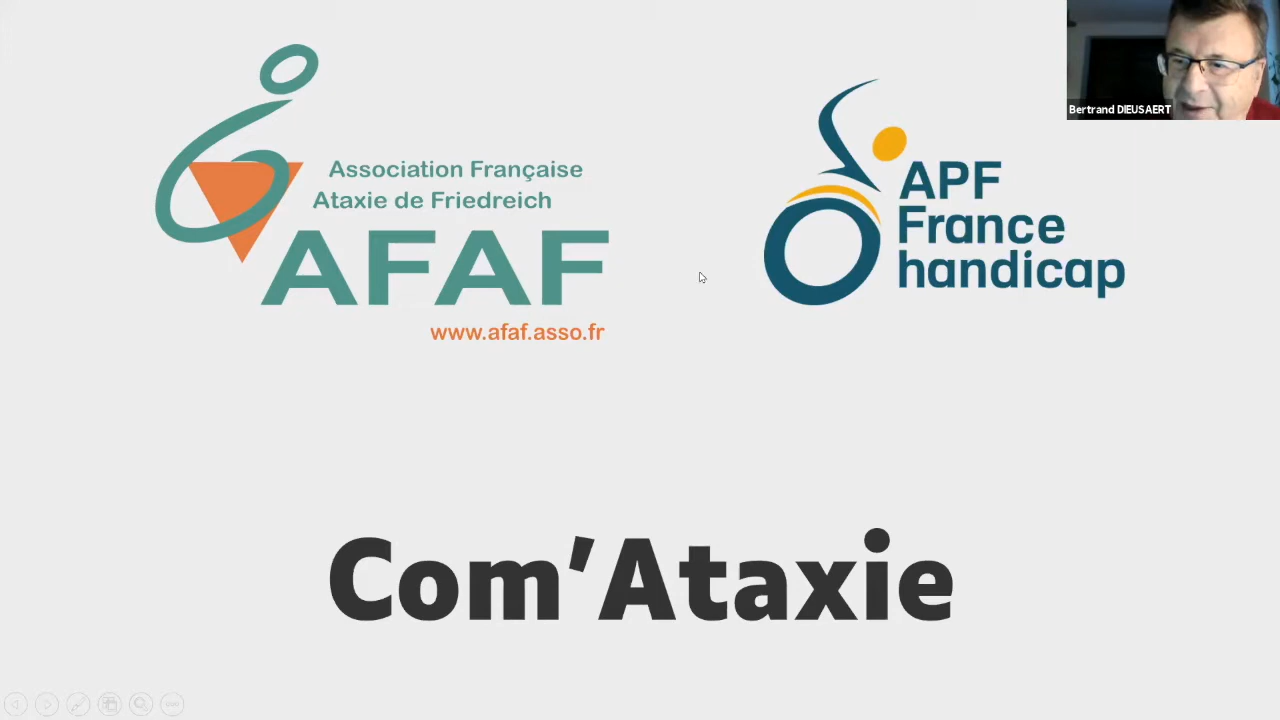 Bertrand DIEUSAERT
Association Française
Ataxie de Friedreich
AFAF
www.afaf.asso.fr
APF
France
handicap
Com’Ataxie